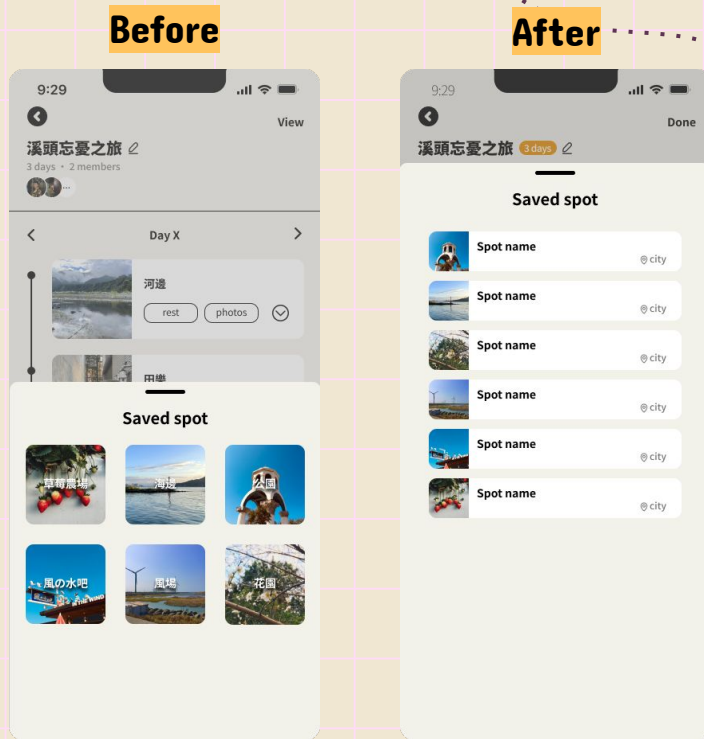 Before
9:29
View
溪頭忘憂之旅
3 days • 2 members
...
Day X
河邊
rest photos
田樂
Saved spot
草莓農場 海邊 公園
風の水吧 風場 花園
After
9:29
Done
溪頭忘憂之旅 3 days
Saved spot
Spot name
city
Spot name
city
Spot name
city
Spot name
city
Spot name
city
Spot name
city